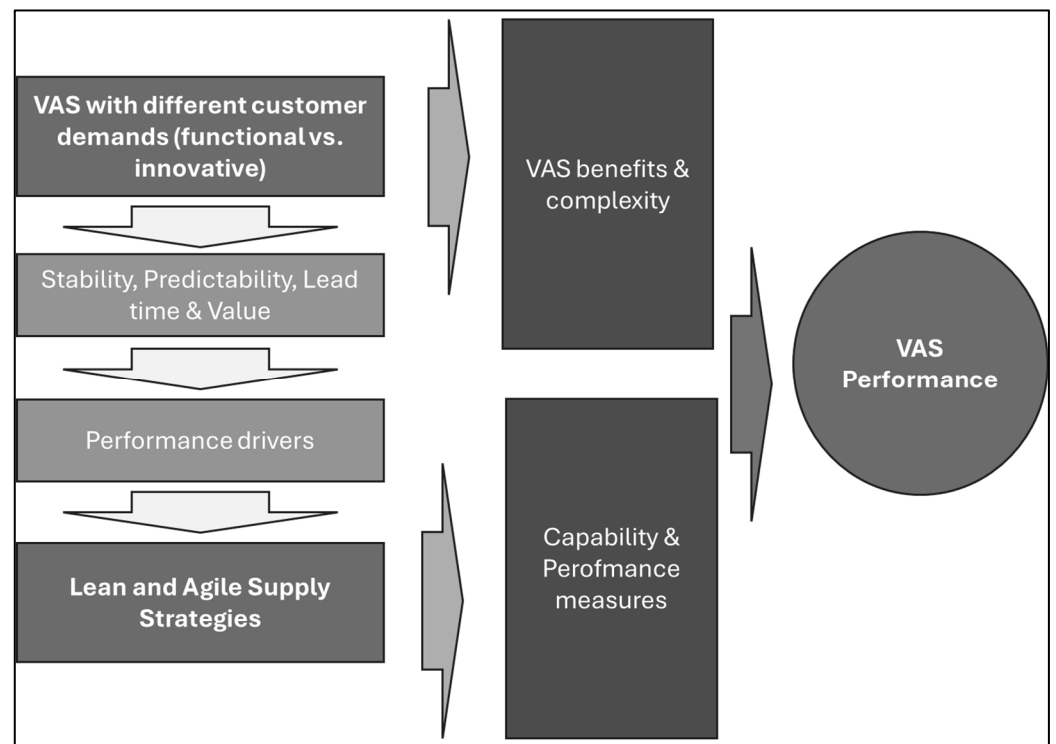 VAS with different customer
demands (functional vs.
innovative)
Stability, Predictability, Lead
time & Value
Performance drivers
Lean and Agile Supply
Strategies
VAS benefits &
complexity
Capability &
Perofmance
measures
VAS
Performance